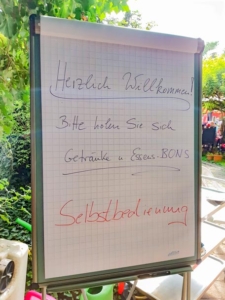 Herzlich Willkommen!
Bitte holen Sie sich
Getränke u Essens-BONS
Selbstbedienung